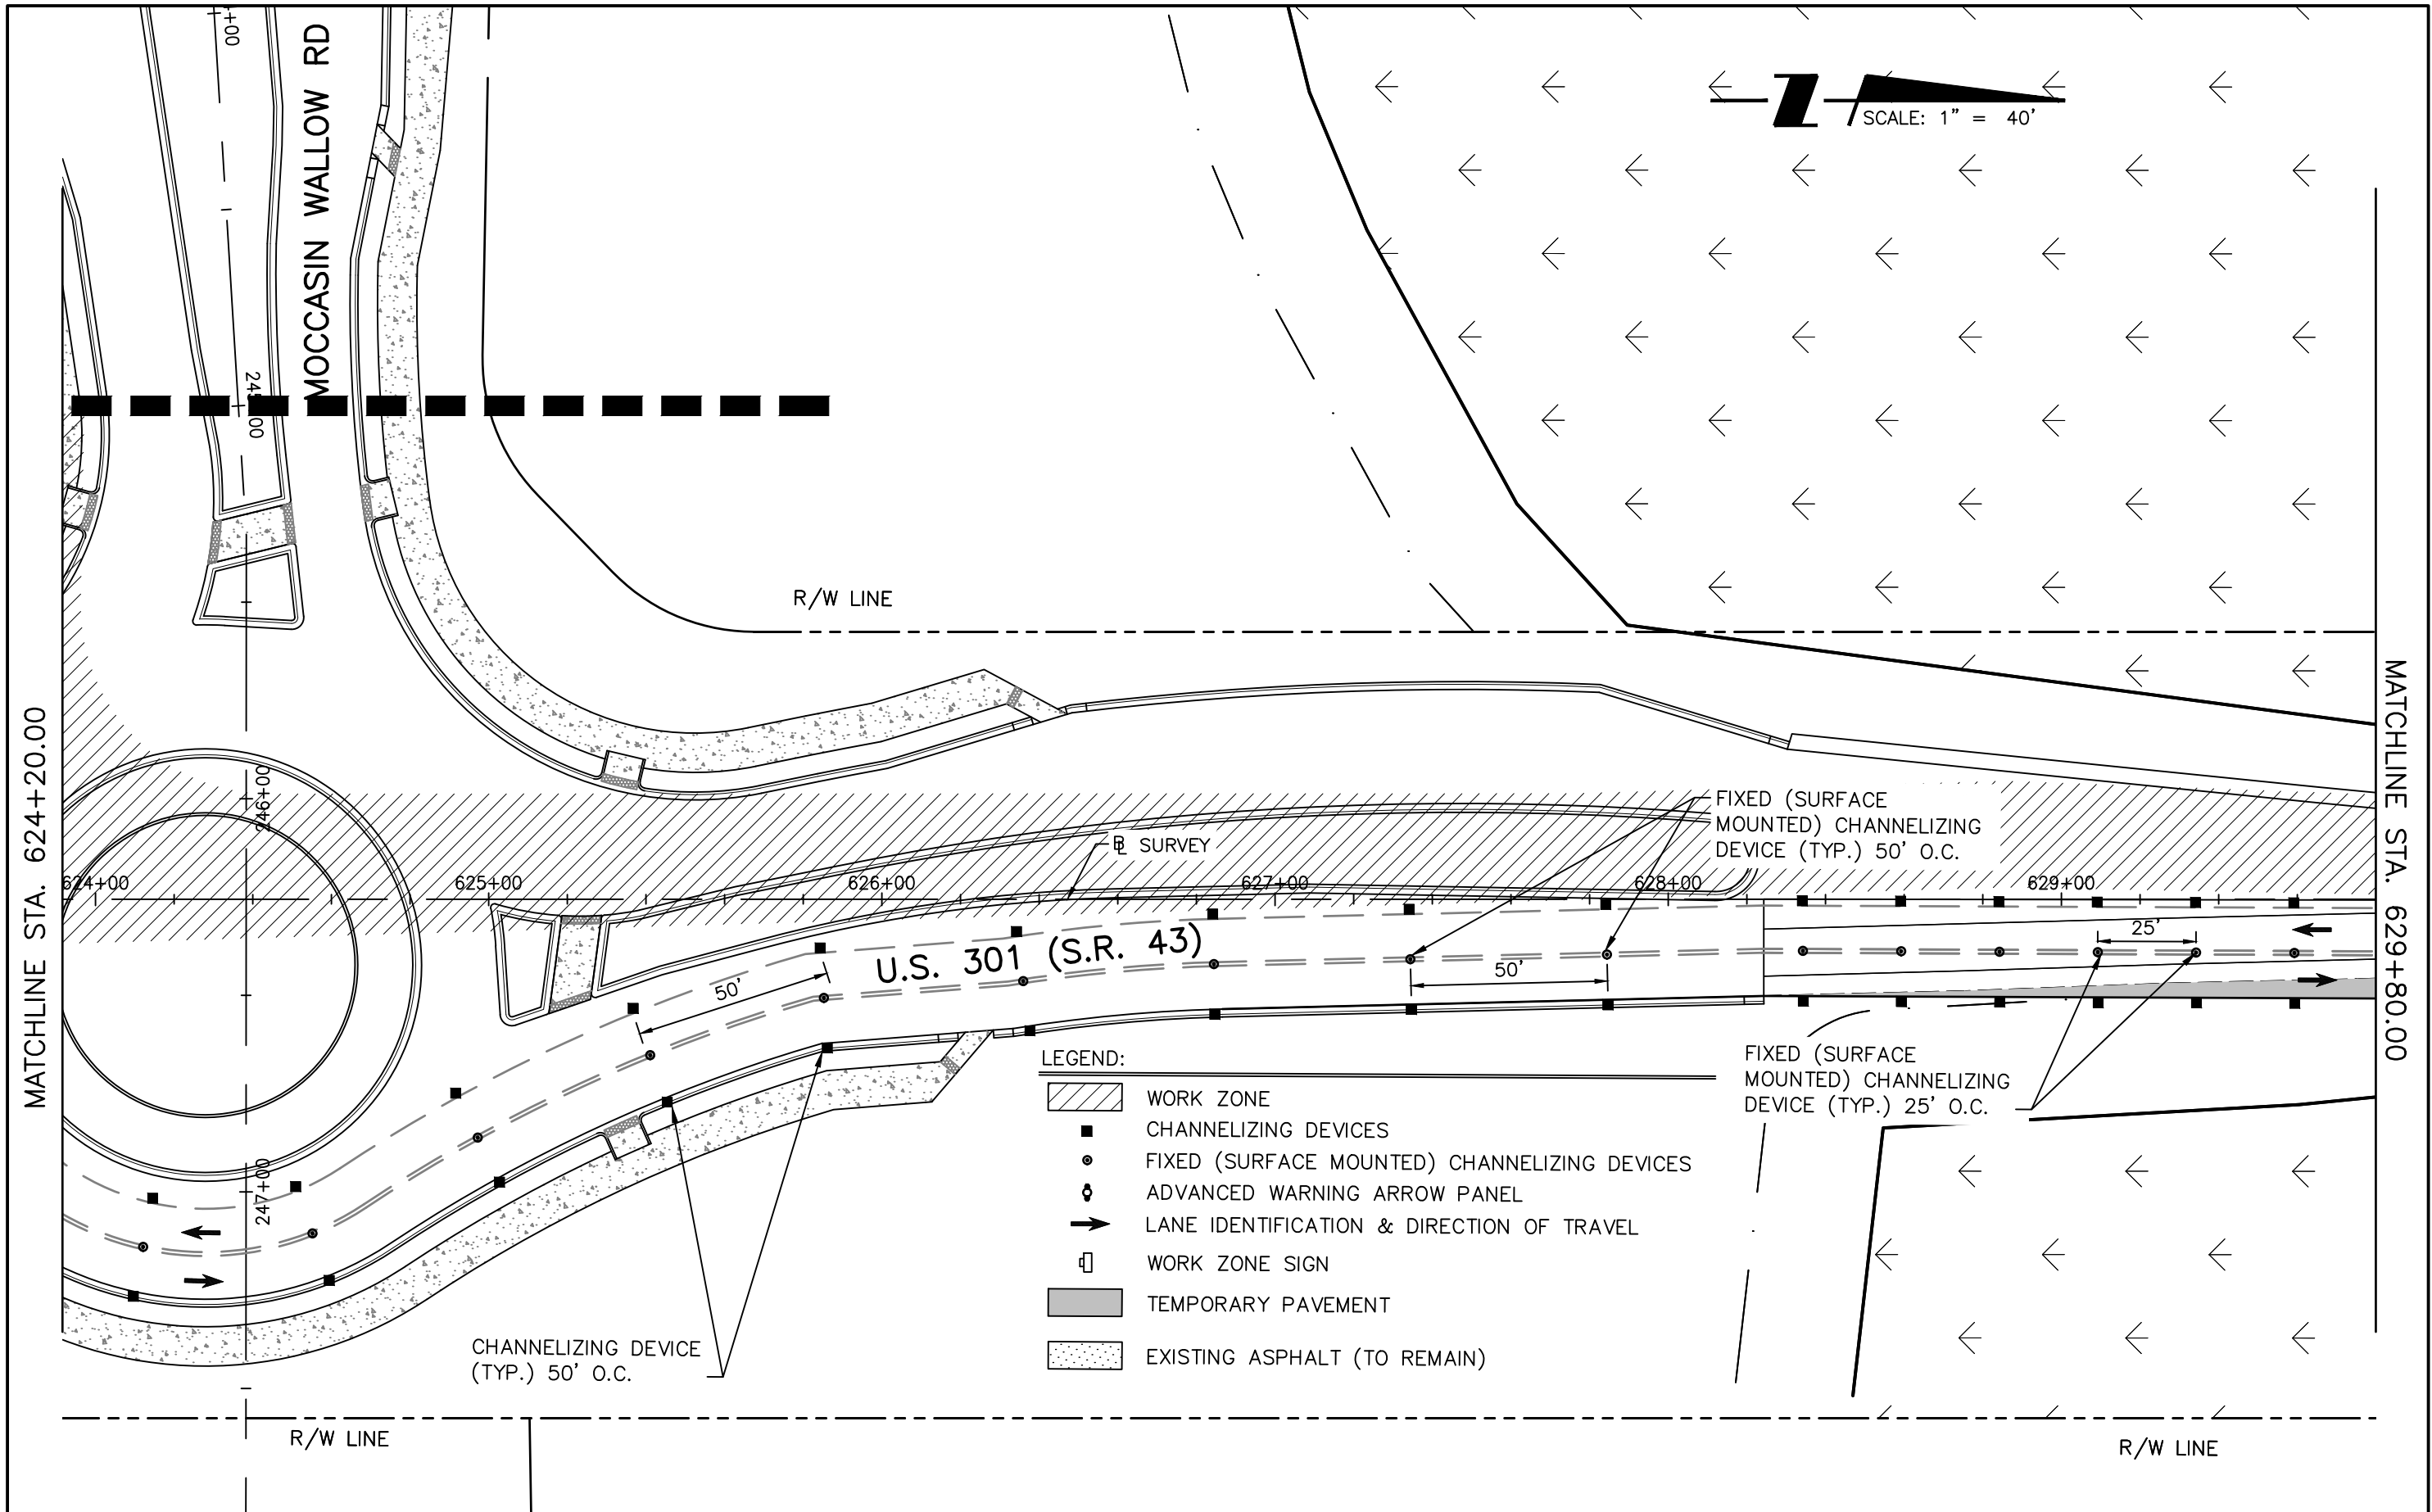 +00
MOCCASIN WALLOW RD
SCALE: 1" = 40'
R/W LINE
MATCHLINE STA. 624+20.00
MATCHLINE STA. 629+80.00
246+00
FIXED (SURFACE
MOUNTED) CHANNELIZING
DEVICE (TYP.) 50' O.C.
℄ SURVEY
624+00
625+00
626+00
627+00
628+00
629+00
U.S. 301 (S.R. 43)
50'
50'
25'
247+00
FIXED (SURFACE
MOUNTED) CHANNELIZING
DEVICE (TYP.) 25' O.C.
LEGEND:
WORK ZONE
CHANNELIZING DEVICES
FIXED (SURFACE MOUNTED) CHANNELIZING DEVICES
ADVANCED WARNING ARROW PANEL
LANE IDENTIFICATION & DIRECTION OF TRAVEL
WORK ZONE SIGN
TEMPORARY PAVEMENT
EXISTING ASPHALT (TO REMAIN)
CHANNELIZING DEVICE
(TYP.) 50' O.C.
R/W LINE
R/W LINE